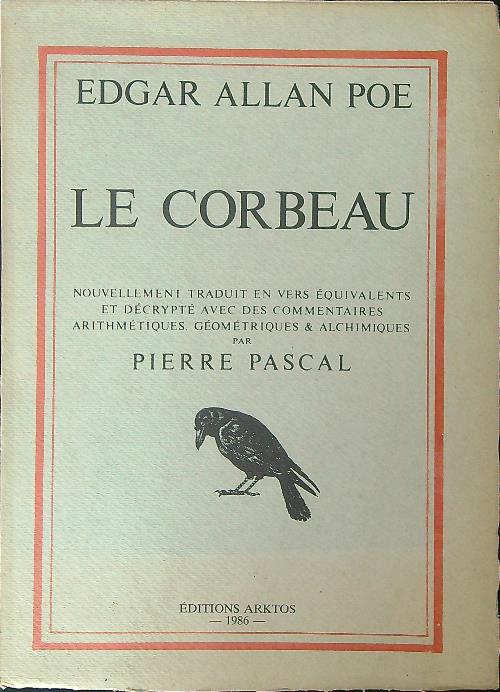 EDGAR ALLAN POE
LE CORBEAU
NOUVELLEMENT TRADUIT EN VERS ÉQUIVALENTS
ET DÉCRYPTÉ AVEC DES COMMENTAIRES
ARITHMÉTIQUES, GÉOMÉTRIQUES & ALCHIMIQUES
PAR
PIERRE PASCAL
ÉDITIONS ARKTOS
— 1986 —